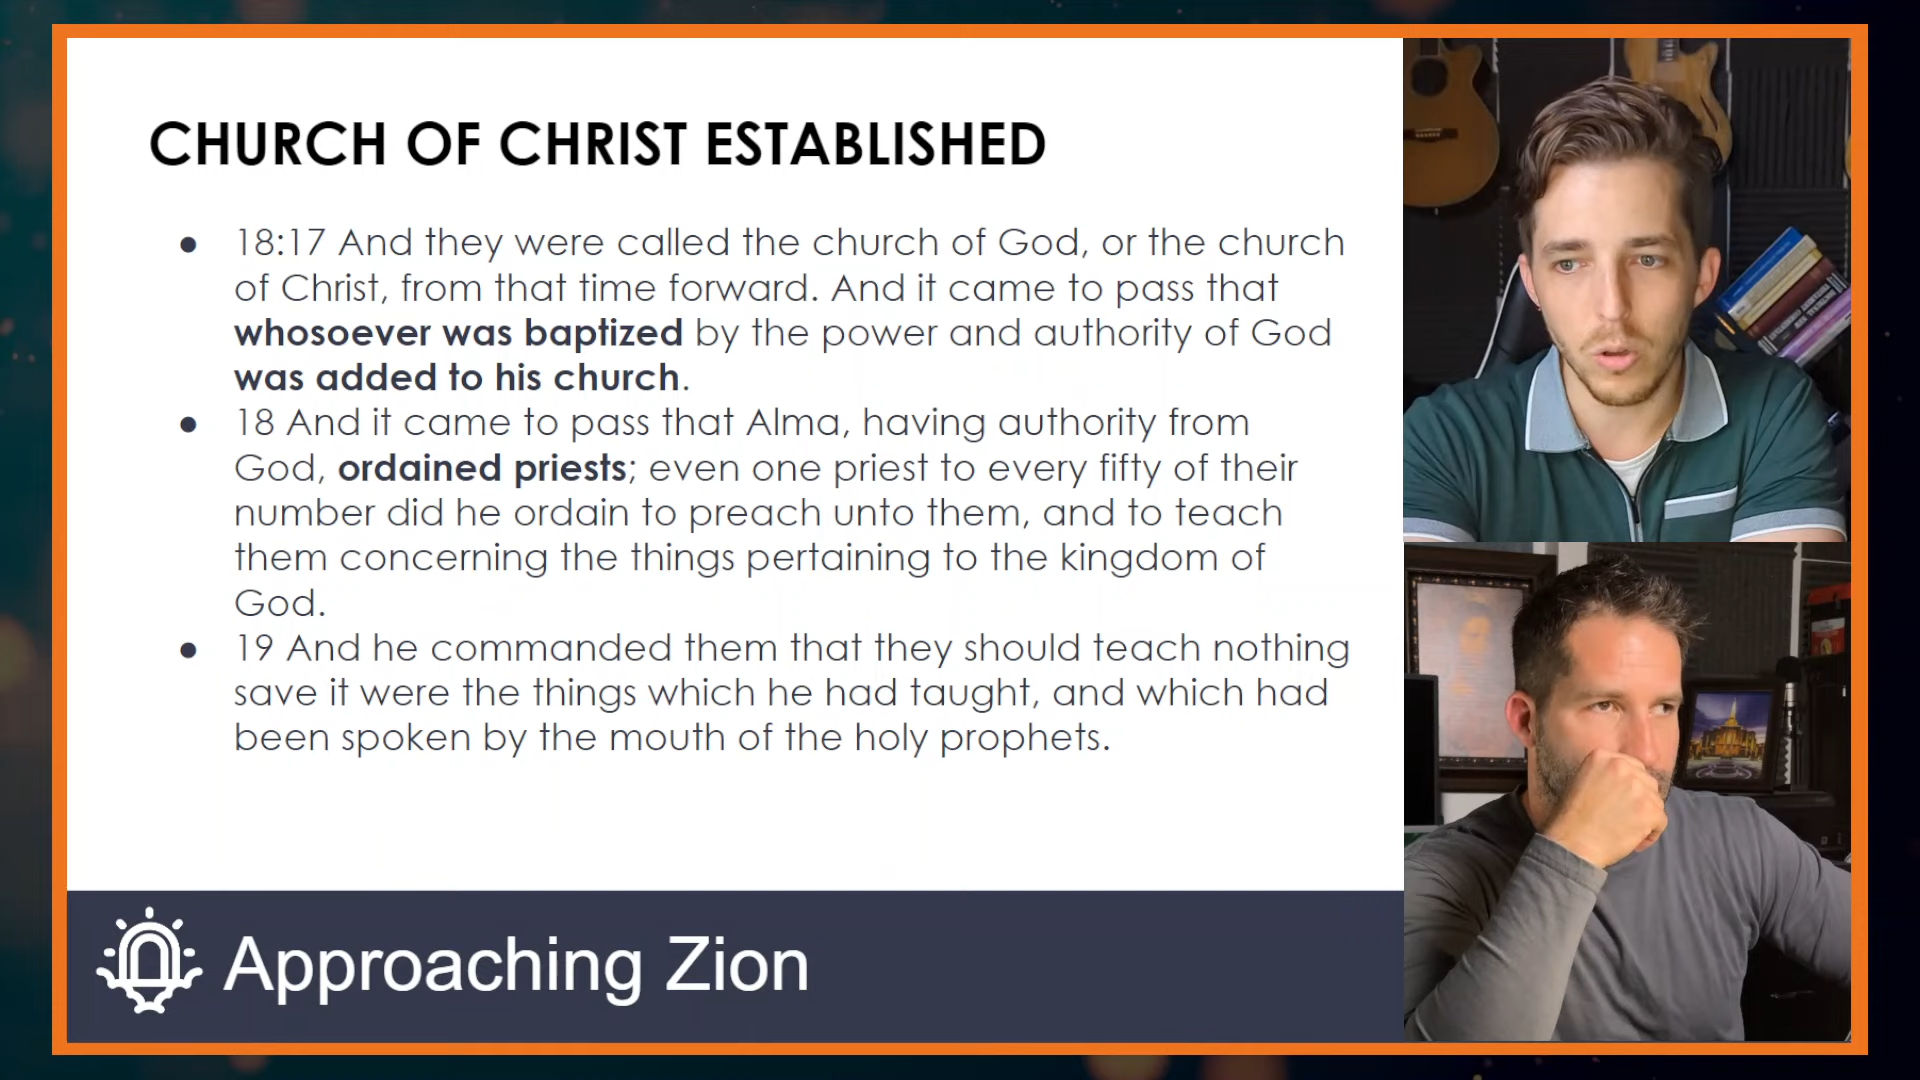 CHURCH OF CHRIST ESTABLISHED
● 18:17 And they were called the church of God, or the church
of Christ, from that time forward. And it came to pass that
whosoever was baptized by the power and authority of God
was added to his church.
● 18 And it came to pass that Alma, having authority from
God, ordained priests; even one priest to every fifty of their
number did he ordain to preach unto them, and to teach
them concerning the things pertaining to the kingdom of
God.
● 19 And he commanded them that they should teach nothing
save it were the things which he had taught, and which had
been spoken by the mouth of the holy prophets.
Approaching Zion